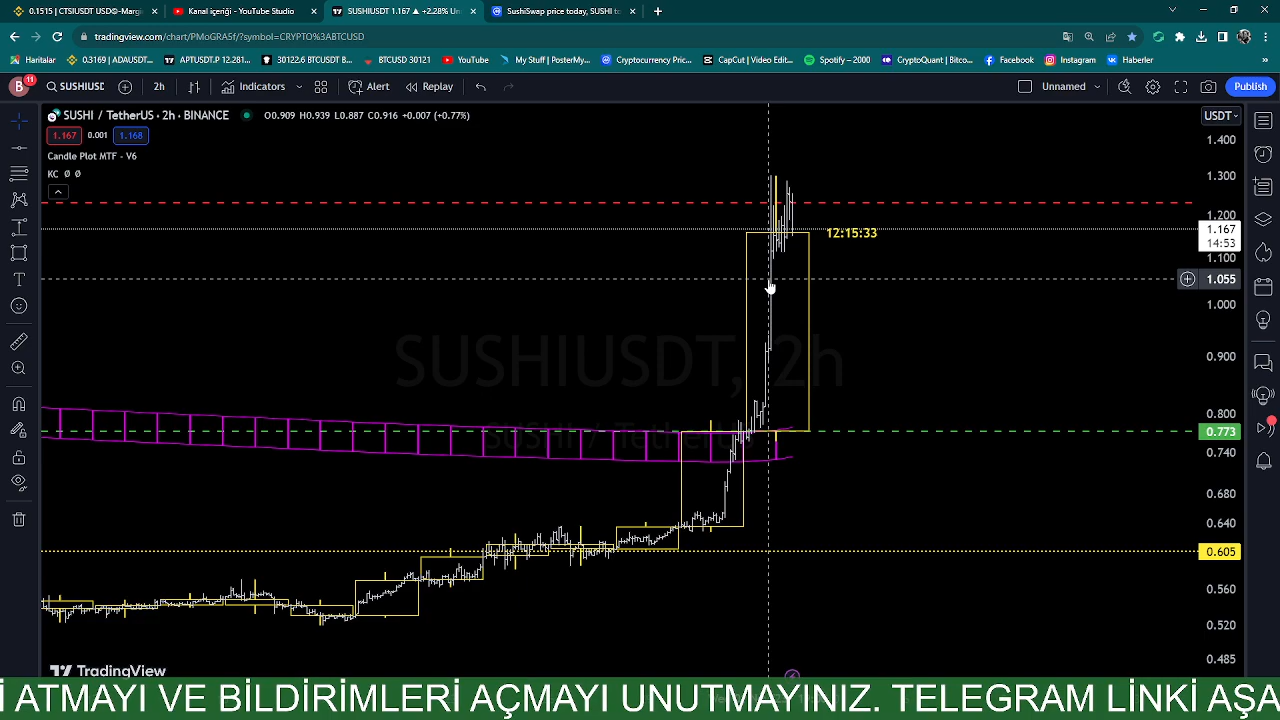 0.1515 | CTSIUSDT USD⊕-Margi
Kanal içeriği - YouTube Studio
SUSHIUSDT 1.167 ▲ +2.28% Un
SushiSwap price today, SUSHI to
tradingview.com/chart/PMoGRA5f/?symbol=CRYPTO%3ABTCUSD
Haritalar
0.3169 | ADAUSDT...
APTUSDT.P 12.281...
30122.6 BTCUSDT B...
BTCUSD 30121
YouTube
My Stuff | PosterMy...
Cryptocurrency Pric...
CapCut | Video Edit...
Spotify – 2000
CryptoQuant | Bitco...
Facebook
Instagram
Haberler
»
B
11
SUSHIUSD
2h
Indicators
Alert
Replay
Unnamed
Publish
SUSHI / TetherUS · 2h · BINANCE
O0.909 H0.939 L0.887 C0.916 +0.007 (+0.77%)
USDT
1.167
0.001
1.168
Candle Plot MTF - V6
KC Ø Ø
1.400
1.300
1.200
12:15:33
1.167
14:53
1.100
1.055
1.000
SUSHIUSDT, 2h
0.900
0.800
SUSHI / TetherUS
0.773
0.740
0.680
0.640
0.605
0.560
0.520
0.485
TradingView
İ ATMAYI VE BİLDİRİMLERİ AÇMAYI UNUTMAYINIZ. TELEGRAM LİNKİ AŞA